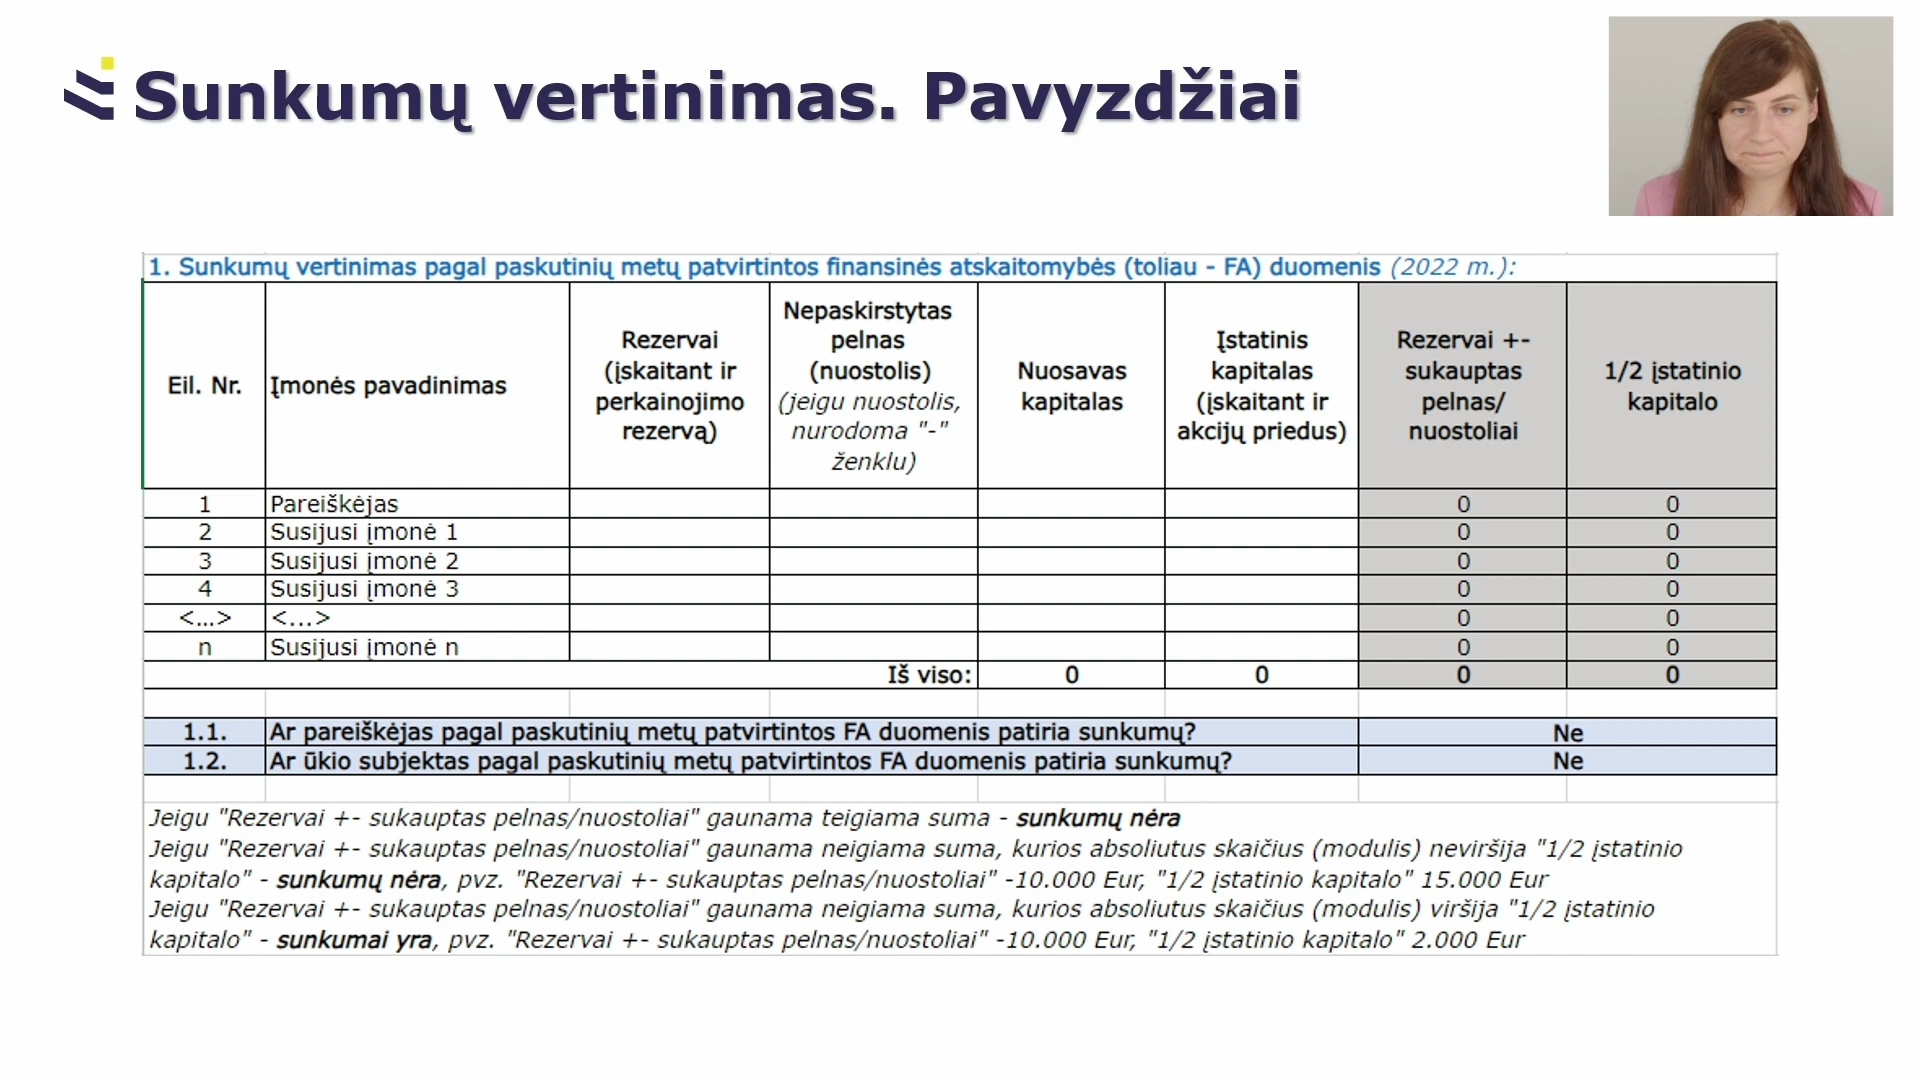 Sunkumų vertinimas. Pavyzdžiai
1. Sunkumų vertinimas pagal paskutinių metų patvirtintos finansinės atskaitomybės (toliau - FA) duomenis (2022 m.):
Eil. Nr.
Įmonės pavadinimas
Rezervai
(įskaitant ir
perkainojimo
rezervą)
Nepaskirstytas
pelnas
(nuostolis)
(jeigu nuostolis,
nurodoma "-"
ženklu)
Nuosavas
kapitalas
Įstatinis
kapitalas
(įskaitant ir
akcijų priedus)
Rezervai +-
sukauptas
pelnas/
nuostoliai
1/2 įstatinio
kapitalo
1 Pareiškėjas 0 0
2 Susijusi įmonė 1 0 0
3 Susijusi įmonė 2 0 0
4 Susijusi įmonė 3 0 0
<...> <...> 0 0
n Susijusi įmonė n 0 0
Iš viso: 0 0 0 0
1.1. Ar pareiškėjas pagal paskutinių metų patvirtintos FA duomenis patiria sunkumų? Ne
1.2. Ar ūkio subjektas pagal paskutinių metų patvirtintos FA duomenis patiria sunkumų? Ne
Jeigu "Rezervai +- sukauptas pelnas/nuostoliai" gaunama teigiama suma - sunkumų nėra
Jeigu "Rezervai +- sukauptas pelnas/nuostoliai" gaunama neigiama suma, kurios absoliutus skaičius (modulis) neviršija "1/2 įstatinio
kapitalo" - sunkumų nėra, pvz. "Rezervai +- sukauptas pelnas/nuostoliai" -10.000 Eur, "1/2 įstatinio kapitalo" 15.000 Eur
Jeigu "Rezervai +- sukauptas pelnas/nuostoliai" gaunama neigiama suma, kurios absoliutus skaičius (modulis) viršija "1/2 įstatinio
kapitalo" - sunkumai yra, pvz. "Rezervai +- sukauptas pelnas/nuostoliai" -10.000 Eur, "1/2 įstatinio kapitalo" 2.000 Eur